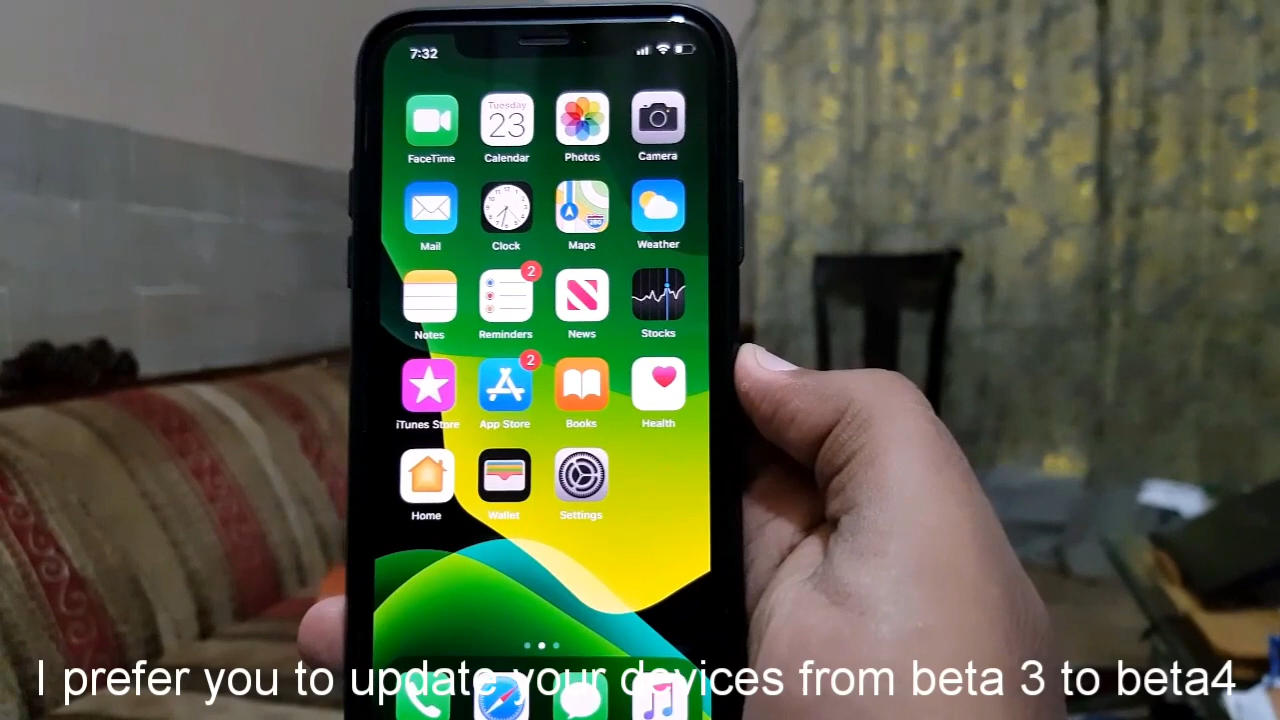 7:32
Tuesday
23
FaceTime Calendar Photos Camera
12
280
Mail Clock Maps Weather
2
Notes Reminders News Stocks
2
iTunes Store App Store Books Health
Home Wallet Settings
I prefer you to update your devices from beta 3 to beta4